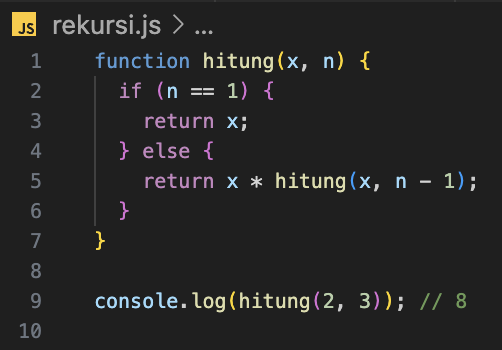 JS rekursi.js > ...
1 function hitung(x, n) {
2   if (n == 1) {
3     return x;
4   } else {
5     return x * hitung(x, n - 1);
6   }
7 }
8
9 console.log(hitung(2, 3)); // 8
10